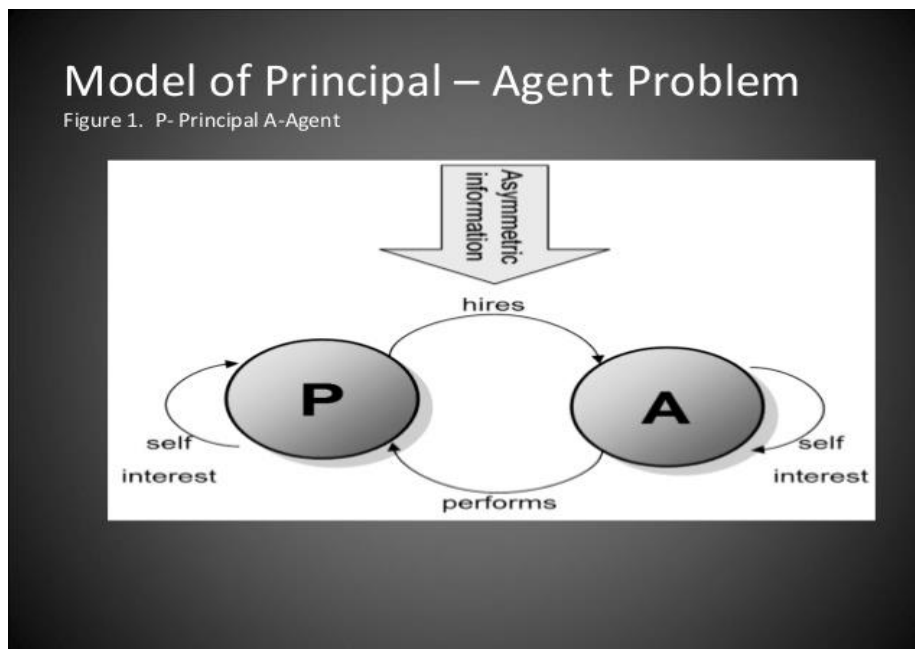 Model of Principal – Agent Problem
Figure 1. P- Principal A-Agent
Asymmetric
information
hires
P
A
self
interest
self
interest
performs